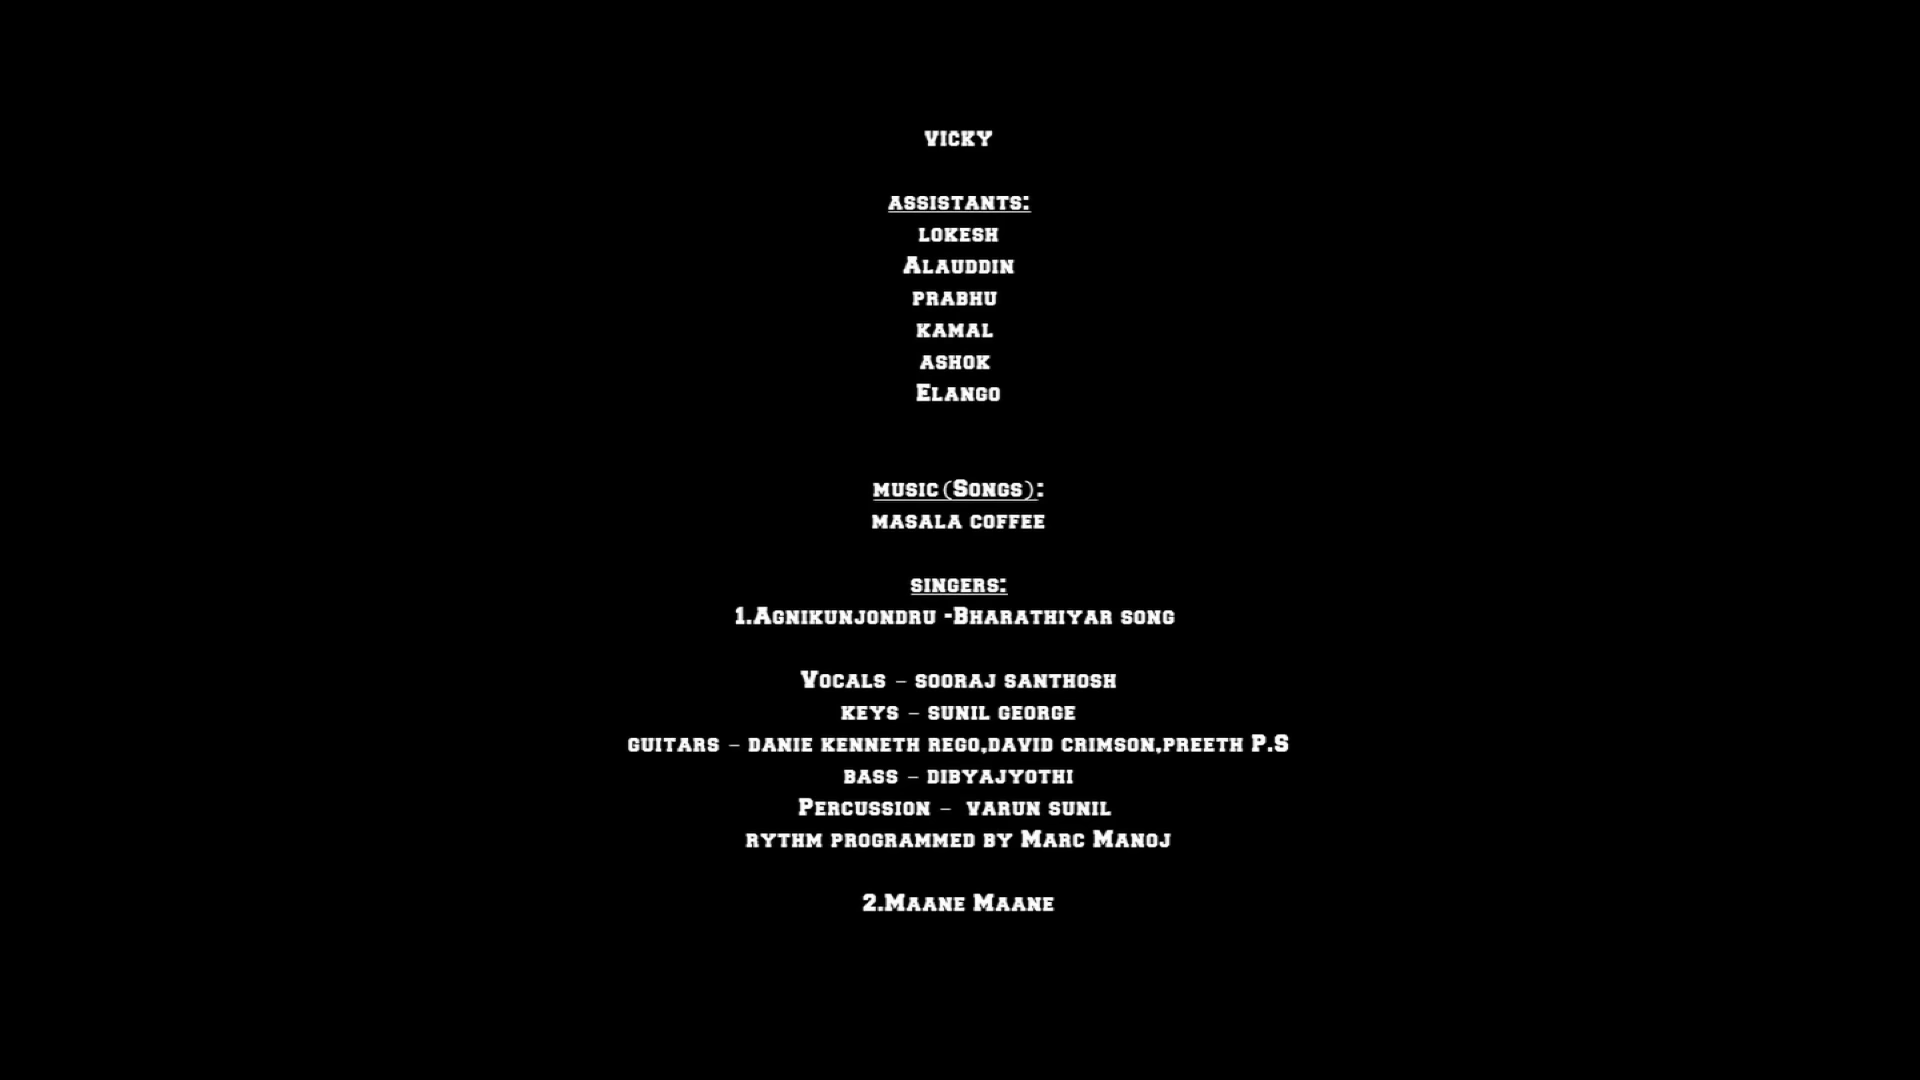 VICKY
ASSISTANTS:
LOKESH
ALAUDDIN
PRABHU
KAMAL
ASHOK
ELANGO
MUSIC(SONGS):
MASALA COFFEE
SINGERS:
1.AGNIKUNJONDRU -BHARATHIYAR SONG
VOCALS – SOORAJ SANTHOSH
KEYS – SUNIL GEORGE
GUITARS – DANIE KENNETH REGO,DAVID CRIMSON,PREETH P.S
BASS – DIBYAJYOTHI
PERCUSSION – VARUN SUNIL
RYTHM PROGRAMMED BY MARC MANOJ
2.MAANE MAANE